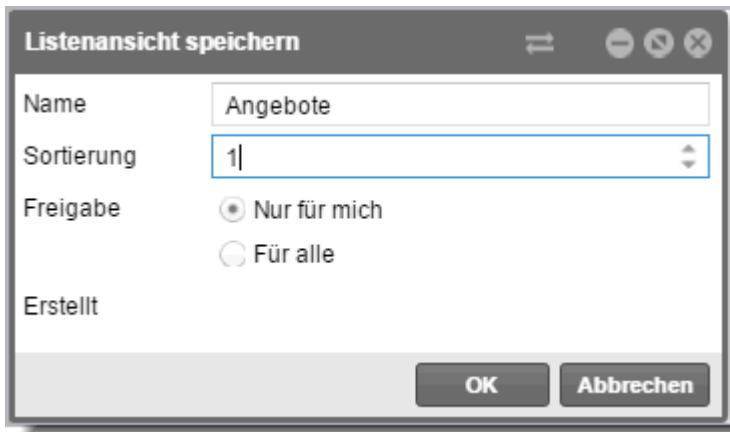 Listenansicht speichern
Name Angebote
Sortierung 1
Freigabe Nur für mich
Für alle
Erstellt
OK Abbrechen